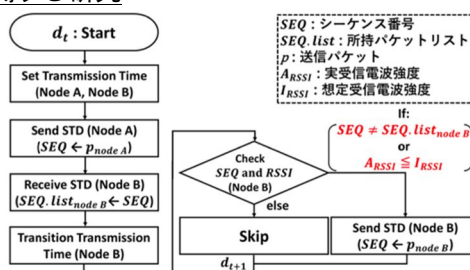 d_t : Start
Set Transmission Time
(Node A, Node B)
Send STD (Node A)
(SEQ ← p_node A)
Receive STD (Node B)
(SEQ.list_node B ← SEQ)
Transition Transmission
Time (Node B)
SEQ：シーケンス番号
SEQ.list：所持パケットリスト
p：送信パケット
A_RSSI：実受信電波強度
I_RSSI：想定受信電波強度
If:
SEQ ≠ SEQ.list_node B
or
A_RSSI ≦ I_RSSI
Check
SEQ and RSSI
(Node B)
else
Skip
Send STD (Node B)
(SEQ ← p_node B)
d_t+1